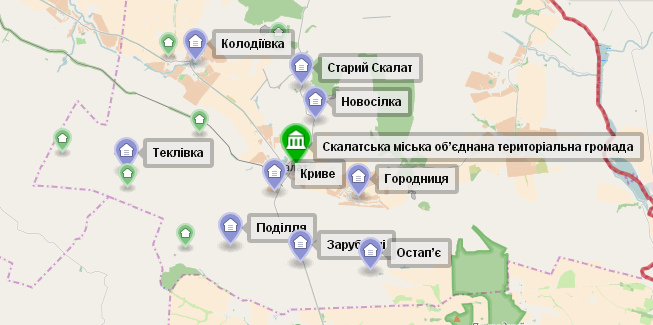 Колодіївка
Старий Скалат
Новосілка
Скалатська міська об'єднана територіальна громада
Теклівка
Криве
Городниця
Поділля
Остап'є